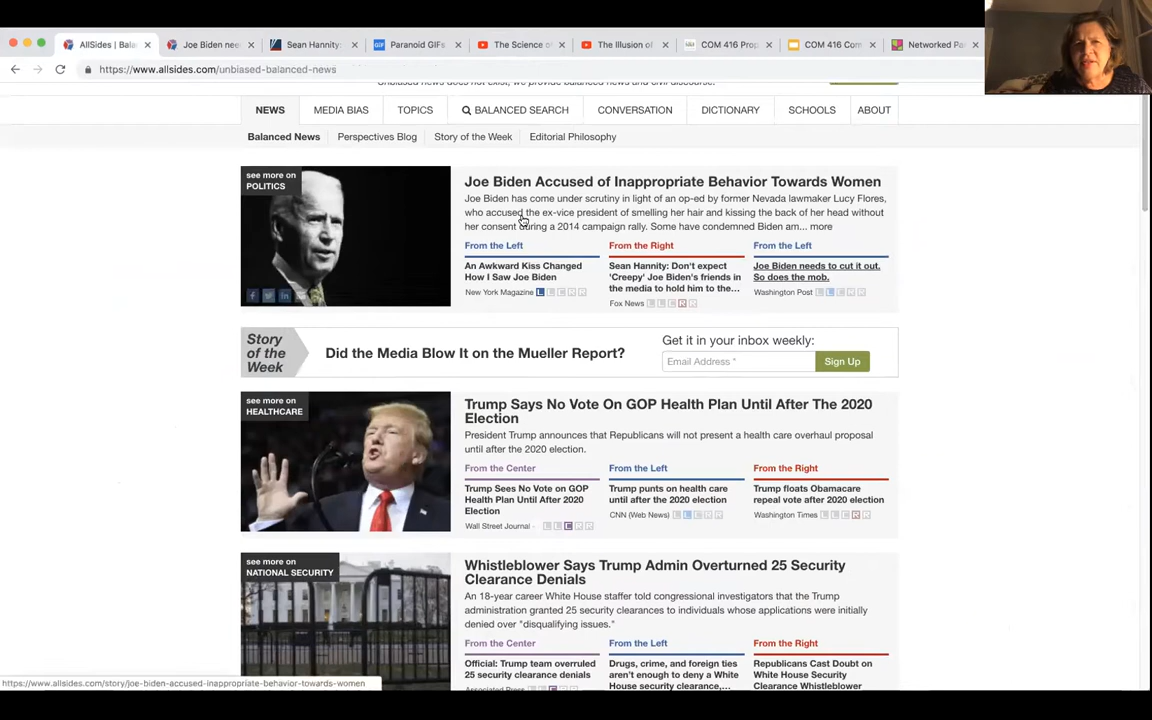 AllSides | Bala
Joe Biden nee
Sean Hannity:
Paranoid GIFs
The Science o
The Illusion of
COM 416 Prop
COM 416 Com
Networked Pa
https://www.allsides.com/unbiased-balanced-news
Unbiased news does not exist; we provide balanced news and civil discourse.
NEWS
MEDIA BIAS
TOPICS
BALANCED SEARCH
CONVERSATION
DICTIONARY
SCHOOLS
ABOUT
Balanced News
Perspectives Blog
Story of the Week
Editorial Philosophy
see more on
POLITICS
Joe Biden Accused of Inappropriate Behavior Towards Women
Joe Biden has come under scrutiny in light of an op-ed by former Nevada lawmaker Lucy Flores,
who accused the ex-vice president of smelling her hair and kissing the back of her head without
her consent during a 2014 campaign rally. Some have condemned Biden am... more
From the Left
An Awkward Kiss Changed
How I Saw Joe Biden
New York Magazine
From the Right
Sean Hannity: Don't expect
'Creepy' Joe Biden's friends in
the media to hold him to the...
Fox News
From the Left
Joe Biden needs to cut it out.
So does the mob.
Washington Post
Story
of the
Week
Did the Media Blow It on the Mueller Report?
Get it in your inbox weekly:
Email Address *
Sign Up
see more on
HEALTHCARE
Trump Says No Vote On GOP Health Plan Until After The 2020
Election
President Trump announces that Republicans will not present a health care overhaul proposal
until after the 2020 election.
From the Center
Trump Sees No Vote on GOP
Health Plan Until After 2020
Election
Wall Street Journal
From the Left
Trump punts on health care
until after the 2020 election
CNN (Web News)
From the Right
Trump floats Obamacare
repeal vote after 2020 election
Washington Times
see more on
NATIONAL SECURITY
Whistleblower Says Trump Admin Overturned 25 Security
Clearance Denials
An 18-year career White House staffer told congressional investigators that the Trump
administration granted 25 security clearances to individuals whose applications were initially
denied over "disqualifying issues."
From the Center
Official: Trump team overruled
25 security clearance denials
Associated Press
From the Left
Drugs, crime, and foreign ties
aren't enough to deny a White
House security clearance,...
From the Right
Republicans Cast Doubt on
White House Security
Clearance Whistleblower
https://www.allsides.com/story/joe-biden-accused-inappropriate-behavior-towards-women